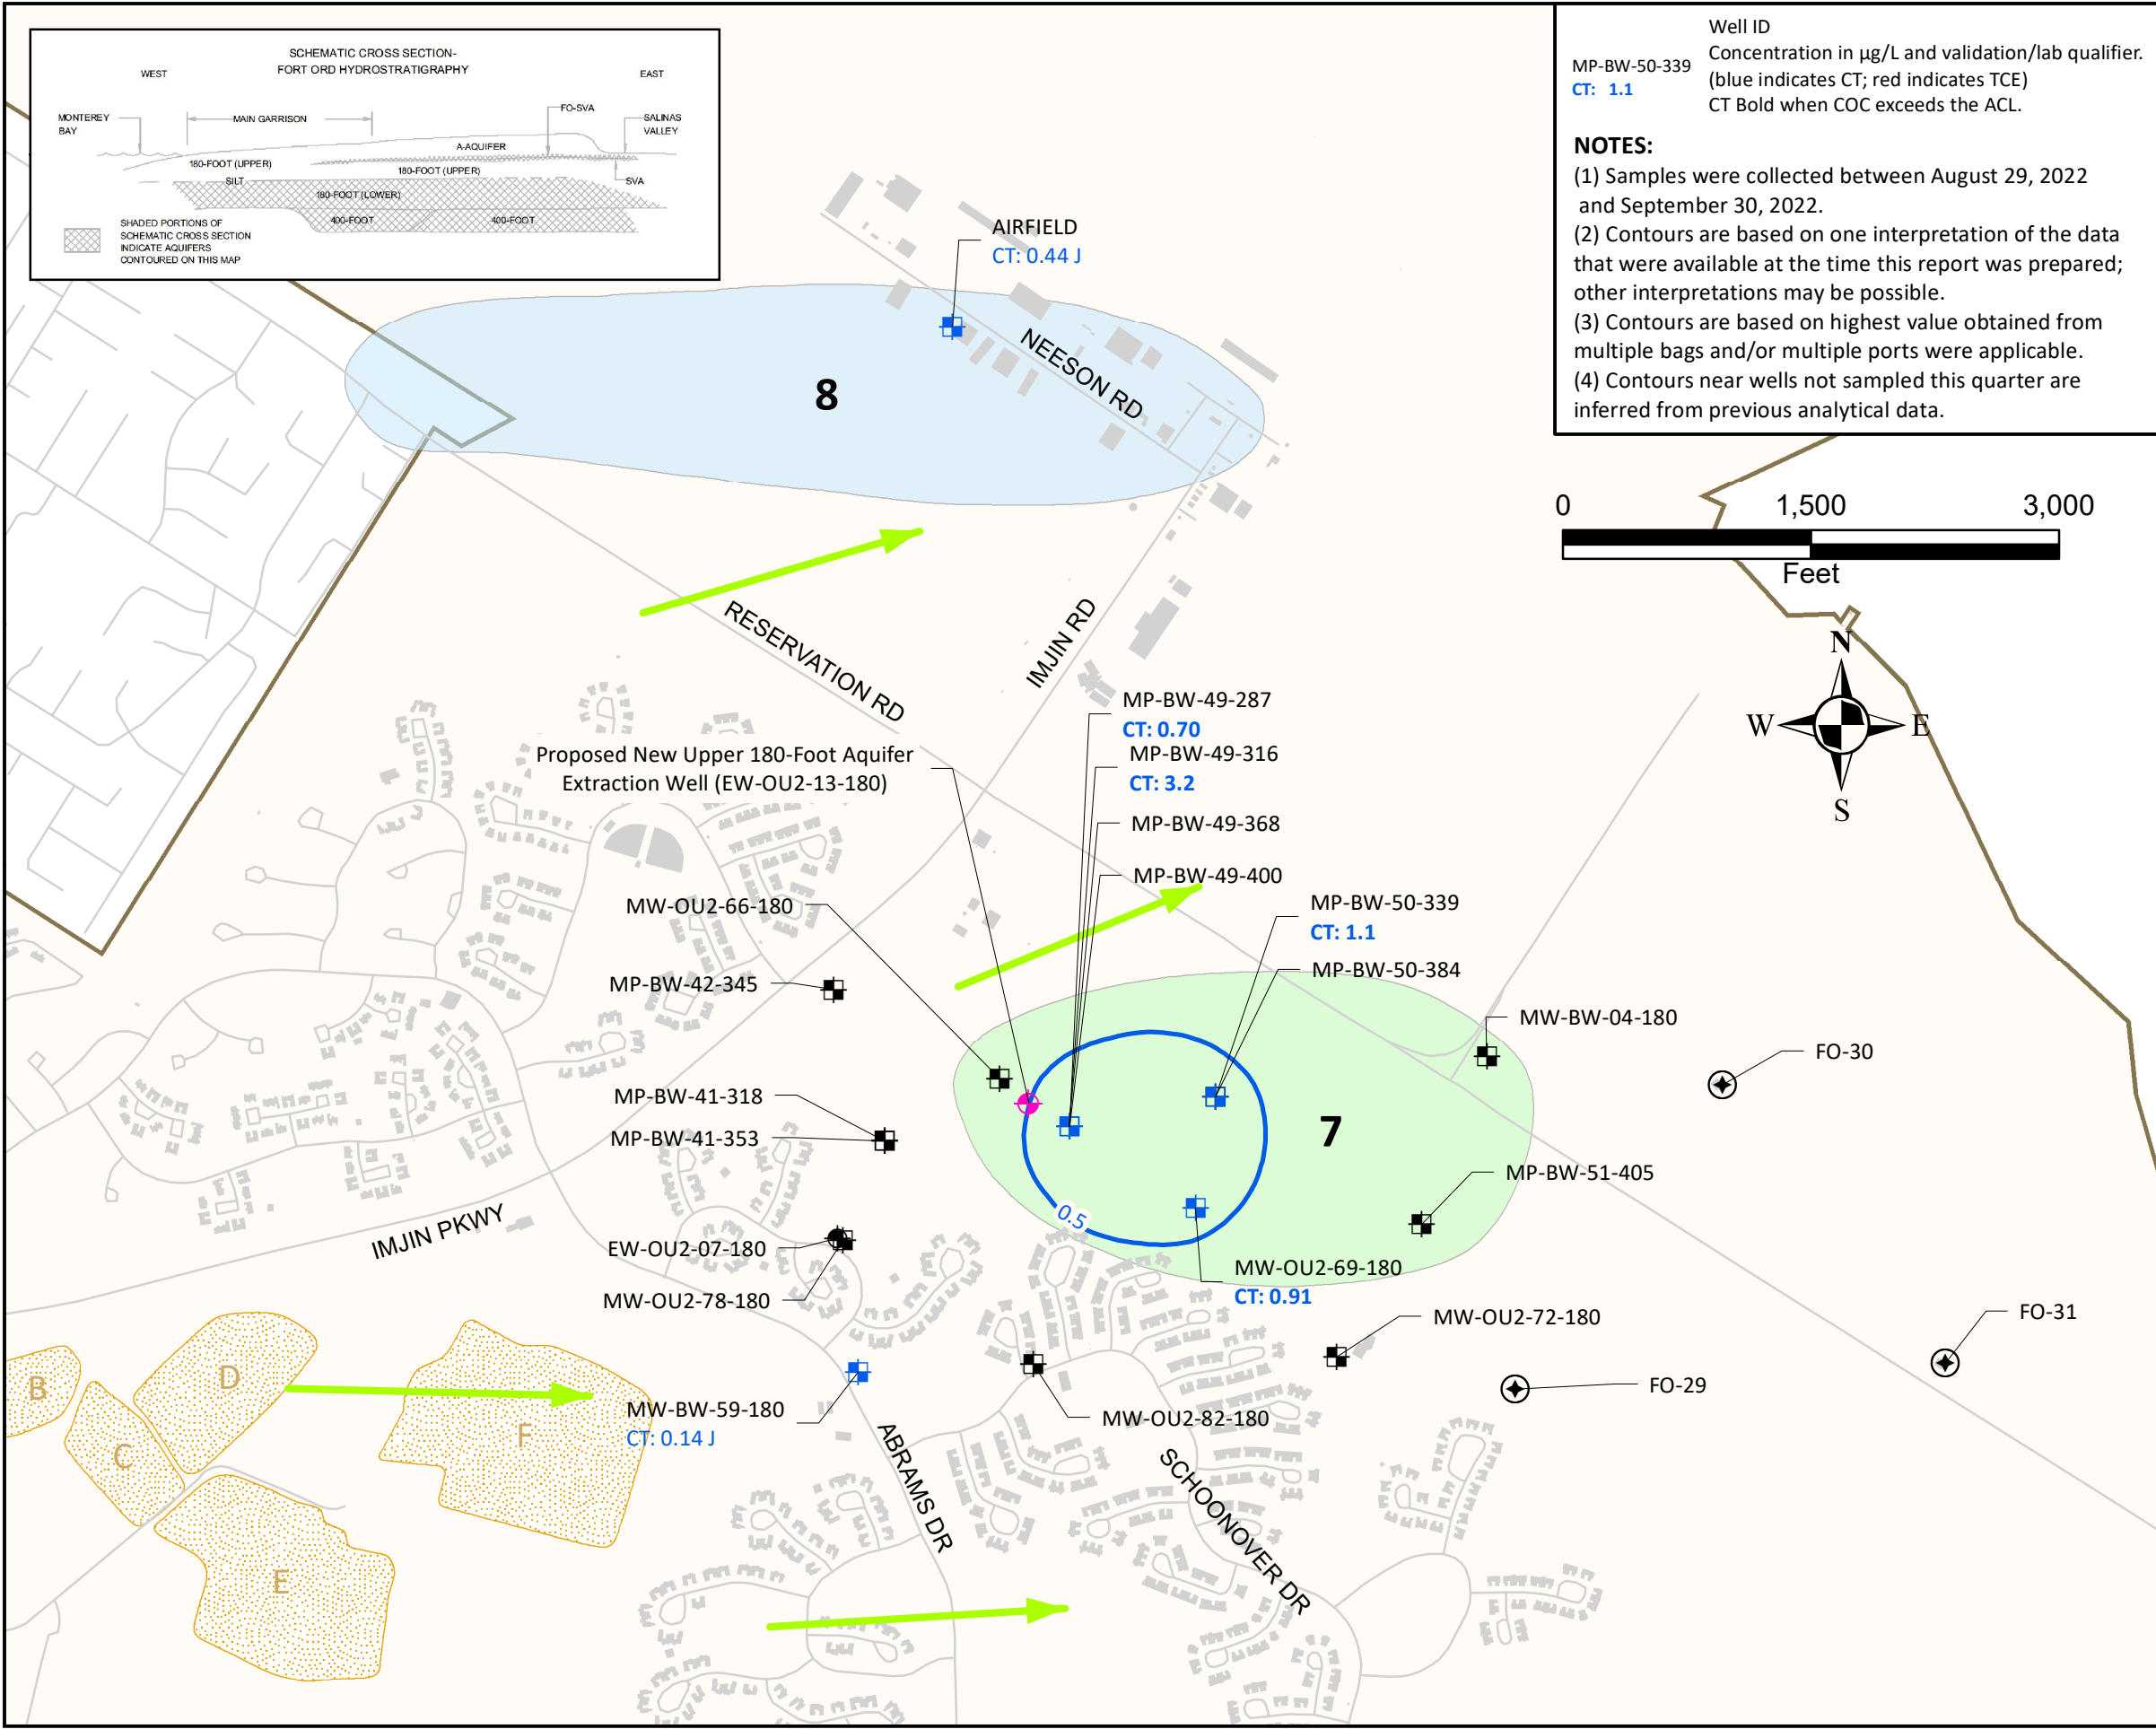 SCHEMATIC CROSS SECTION-
FORT ORD HYDROSTRATIGRAPHY
WEST
EAST
MONTEREY
BAY
MAIN GARRISON
FO-SVA
SALINAS
VALLEY
A-AQUIFER
180-FOOT (UPPER)
180-FOOT (UPPER)
SILT
SVA
180-FOOT (LOWER)
400-FOOT
400-FOOT
SHADED PORTIONS OF
SCHEMATIC CROSS SECTION
INDICATE AQUIFERS
CONTOURED ON THIS MAP
Well ID
MP-BW-50-339
CT: 1.1
Concentration in µg/L and validation/lab qualifier.
(blue indicates CT; red indicates TCE)
CT Bold when COC exceeds the ACL.
NOTES:
(1) Samples were collected between August 29, 2022
and September 30, 2022.
(2) Contours are based on one interpretation of the data
that were available at the time this report was prepared;
other interpretations may be possible.
(3) Contours are based on highest value obtained from
multiple bags and/or multiple ports were applicable.
(4) Contours near wells not sampled this quarter are
inferred from previous analytical data.
0 1,500 3,000
Feet
N
W E
S
AIRFIELD
CT: 0.44 J
NEESON RD
8
RESERVATION RD
IMJIN RD
MP-BW-49-287
CT: 0.70
MP-BW-49-316
CT: 3.2
MP-BW-49-368
MP-BW-49-400
Proposed New Upper 180-Foot Aquifer
Extraction Well (EW-OU2-13-180)
MW-OU2-66-180
MP-BW-50-339
CT: 1.1
MP-BW-50-384
MP-BW-42-345
MW-BW-04-180
FO-30
MP-BW-41-318
MP-BW-41-353
7
MP-BW-51-405
0.5
IMJIN PKWY
EW-OU2-07-180
MW-OU2-78-180
MW-OU2-69-180
CT: 0.91
MW-OU2-72-180
FO-31
FO-29
B
D
C
F
E
MW-BW-59-180
CT: 0.14 J
MW-OU2-82-180
ABRAMS DR
SCHOONOVER DR